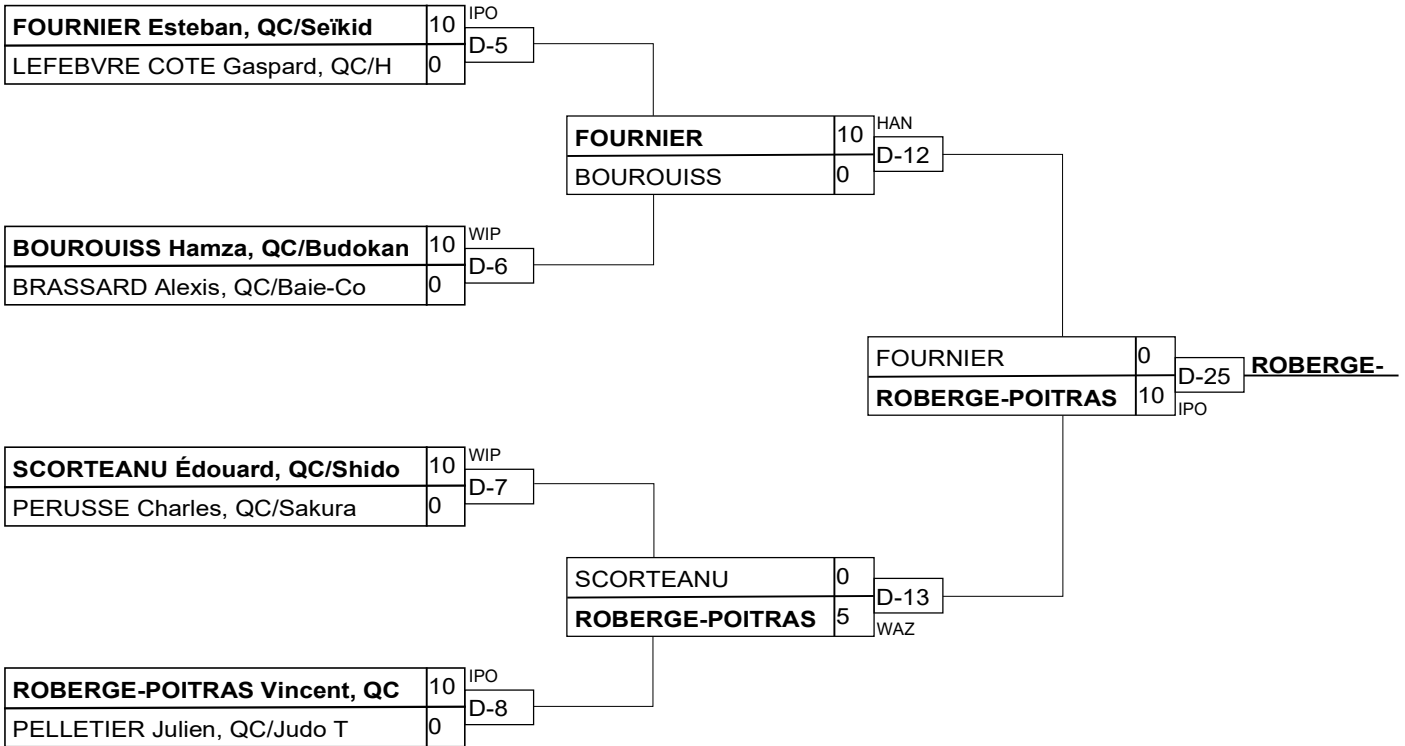 FOURNIER Esteban, QC/Seïkid 10 IPO
D-5
LEFEBVRE COTE Gaspard, QC/H 0
FOURNIER 10 HAN
D-12
BOUROUISS 0
BOUROUISS Hamza, QC/Budokan 10 WIP
D-6
BRASSARD Alexis, QC/Baie-Co 0
FOURNIER 0
D-25 ROBERGE-
ROBERGE-POITRAS 10 IPO
SCORTEANU Édouard, QC/Shido 10 WIP
D-7
PERUSSE Charles, QC/Sakura 0
SCORTEANU 0
D-13
ROBERGE-POITRAS 5 WAZ
ROBERGE-POITRAS Vincent, QC 10 IPO
D-8
PELLETIER Julien, QC/Judo T 0